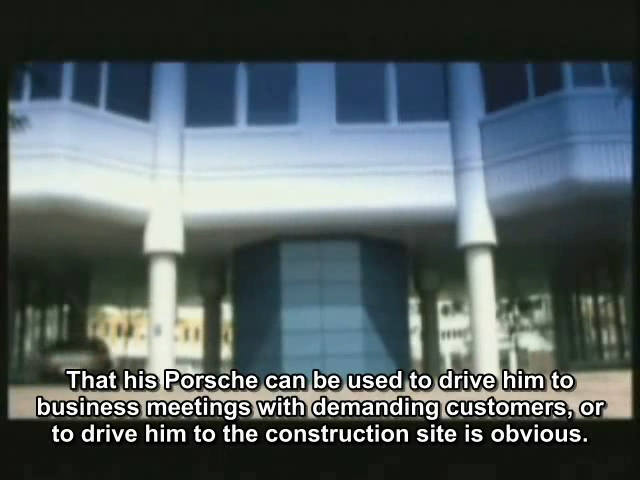 That his Porsche can be used to drive him to
business meetings with demanding customers, or
to drive him to the construction site is obvious.